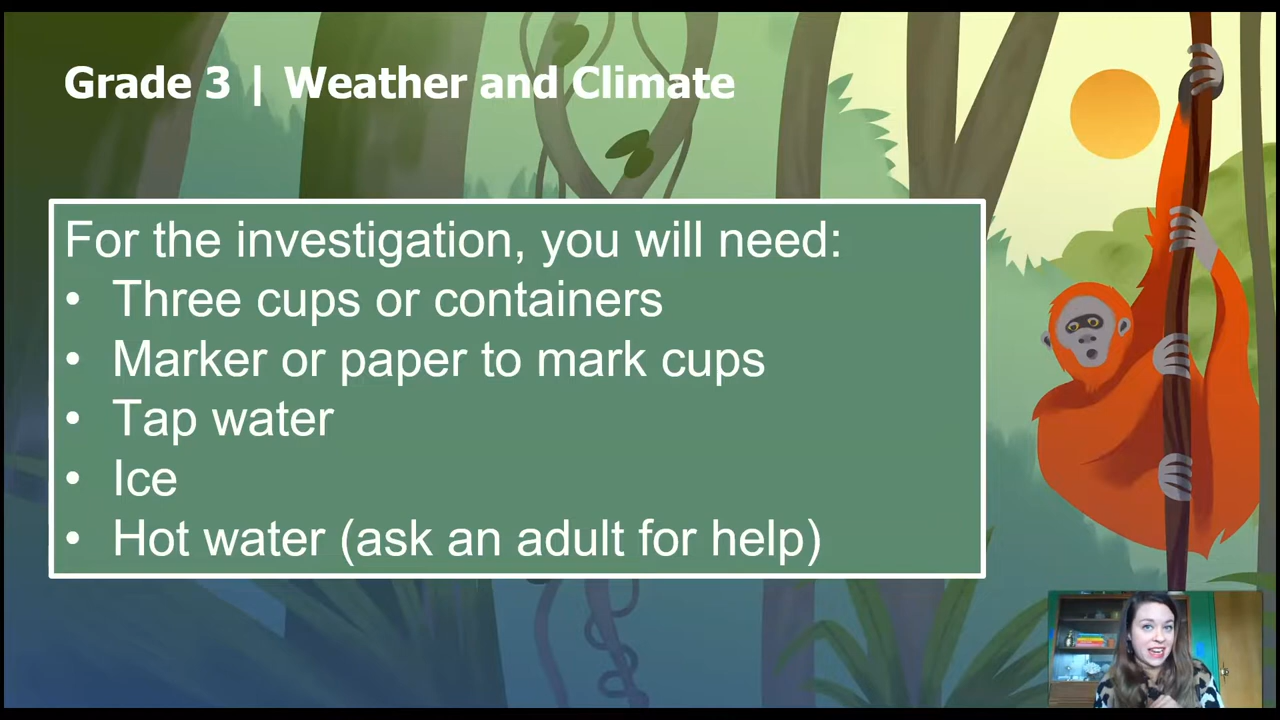 Grade 3 | Weather and Climate
For the investigation, you will need:
• Three cups or containers
• Marker or paper to mark cups
• Tap water
• Ice
• Hot water (ask an adult for help)